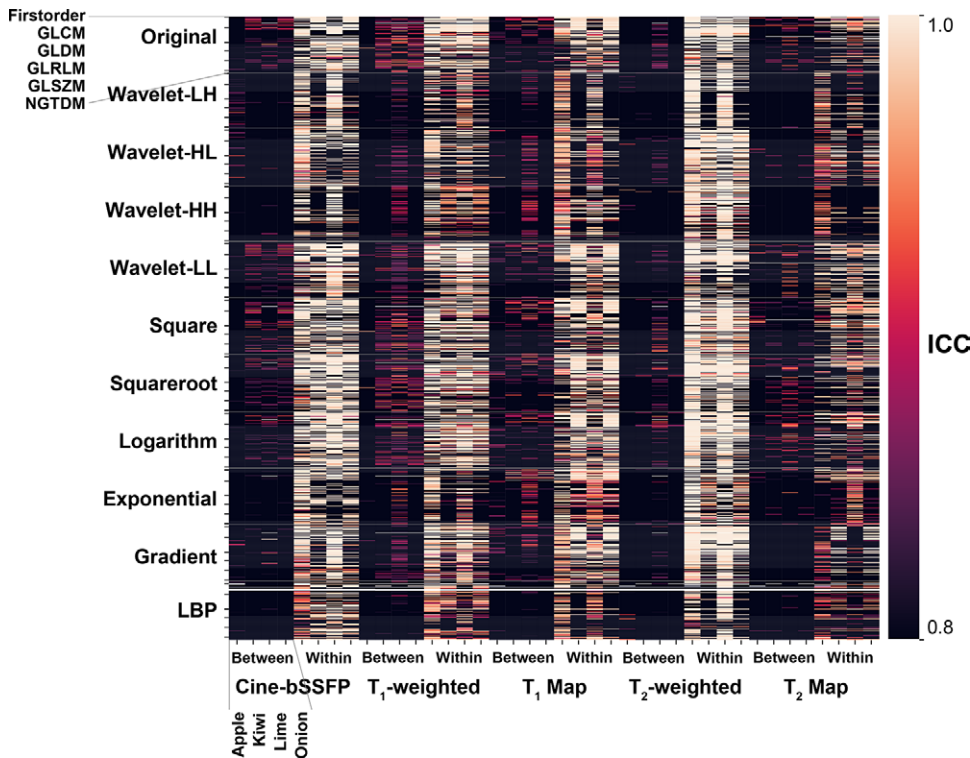 Firstorder
GLCM
GLDM
GLRLM
GLSZM
NGTDM
Original
Wavelet-LH
Wavelet-HL
Wavelet-HH
Wavelet-LL
Square
Squareroot
Logarithm
Exponential
Gradient
LBP
1.0
ICC
0.8
Between Within Between Within Between Within Between Within Between Within
Cine-bSSFP T₁-weighted T₁ Map T₂-weighted T₂ Map
Apple
Kiwi
Lime
Onion